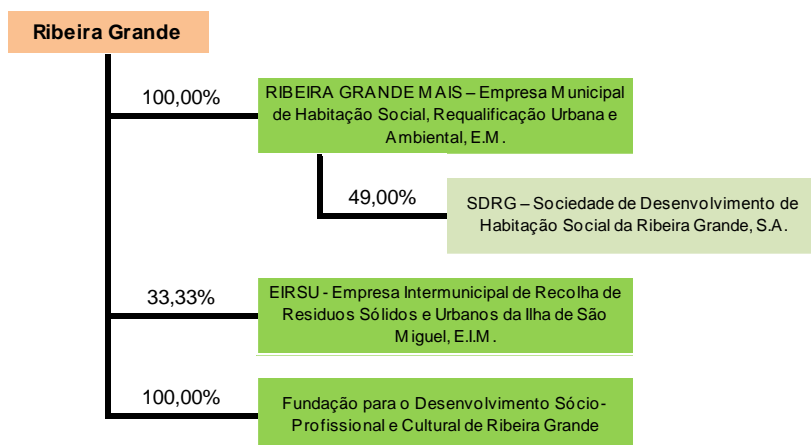 Ribeira Grande
100,00%
RIBEIRA GRANDE MAIS – Empresa Municipal
de Habitação Social, Requalificação Urbana e
Ambiental, E.M.
49,00%
SDRG – Sociedade de Desenvolvimento de
Habitação Social da Ribeira Grande, S.A.
33,33%
EIRSU - Empresa Intermunicipal de Recolha de
Residuos Sólidos e Urbanos da Ilha de São
Miguel, E.I.M.
100,00%
Fundação para o Desenvolvimento Sócio-
Profissional e Cultural de Ribeira Grande